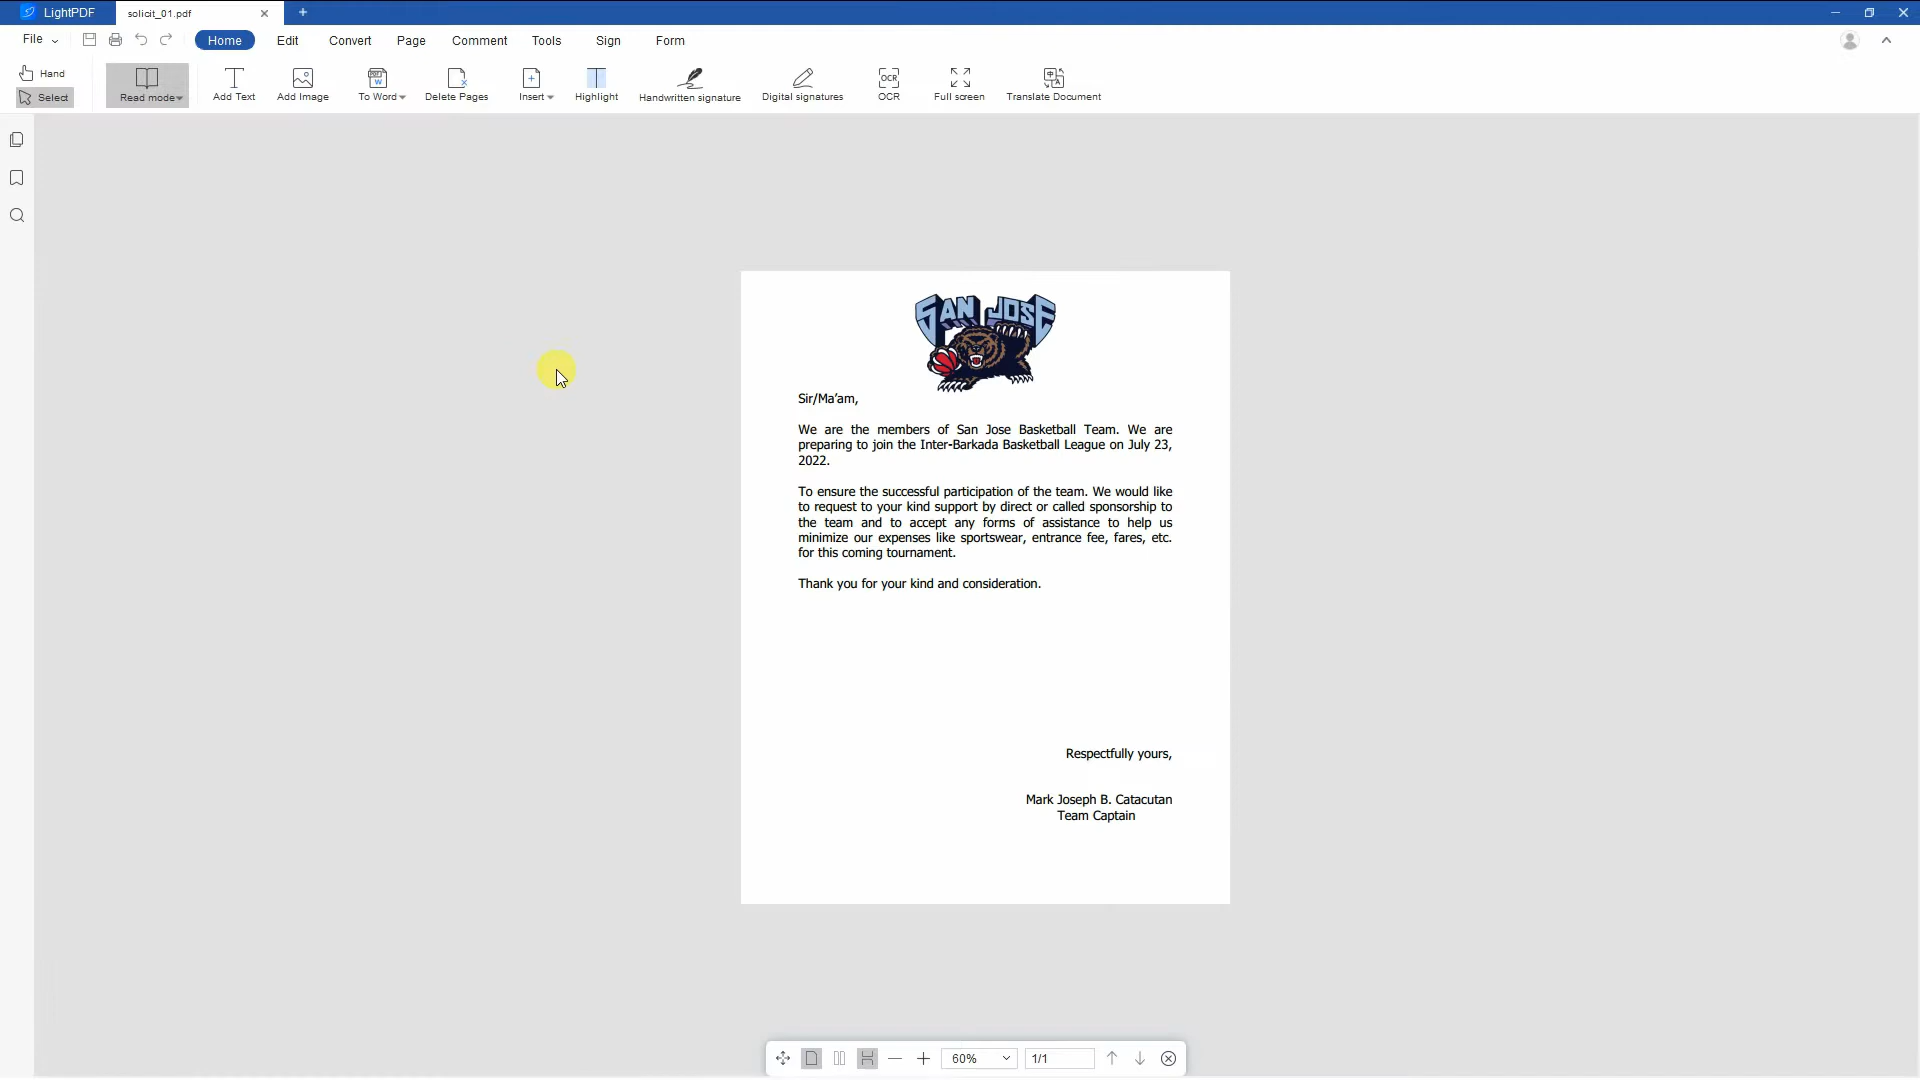 LightPDF
solicit_01.pdf
File
Home
Edit
Convert
Page
Comment
Tools
Sign
Form
Hand
Select
Read mode
Add Text
Add Image
To Word
Delete Pages
Insert
Highlight
Handwritten signature
Digital signatures
OCR
OCR
Full screen
Translate Document
SAN JOSE
Sir/Ma'am,
We are the members of San Jose Basketball Team. We are
preparing to join the Inter-Barkada Basketball League on July 23,
2022.
To ensure the successful participation of the team. We would like
to request to your kind support by direct or called sponsorship to
the team and to accept any forms of assistance to help us
minimize our expenses like sportswear, entrance fee, fares, etc.
for this coming tournament.
Thank you for your kind and consideration.
Respectfully yours,
Mark Joseph B. Catacutan
Team Captain
60%
1/1